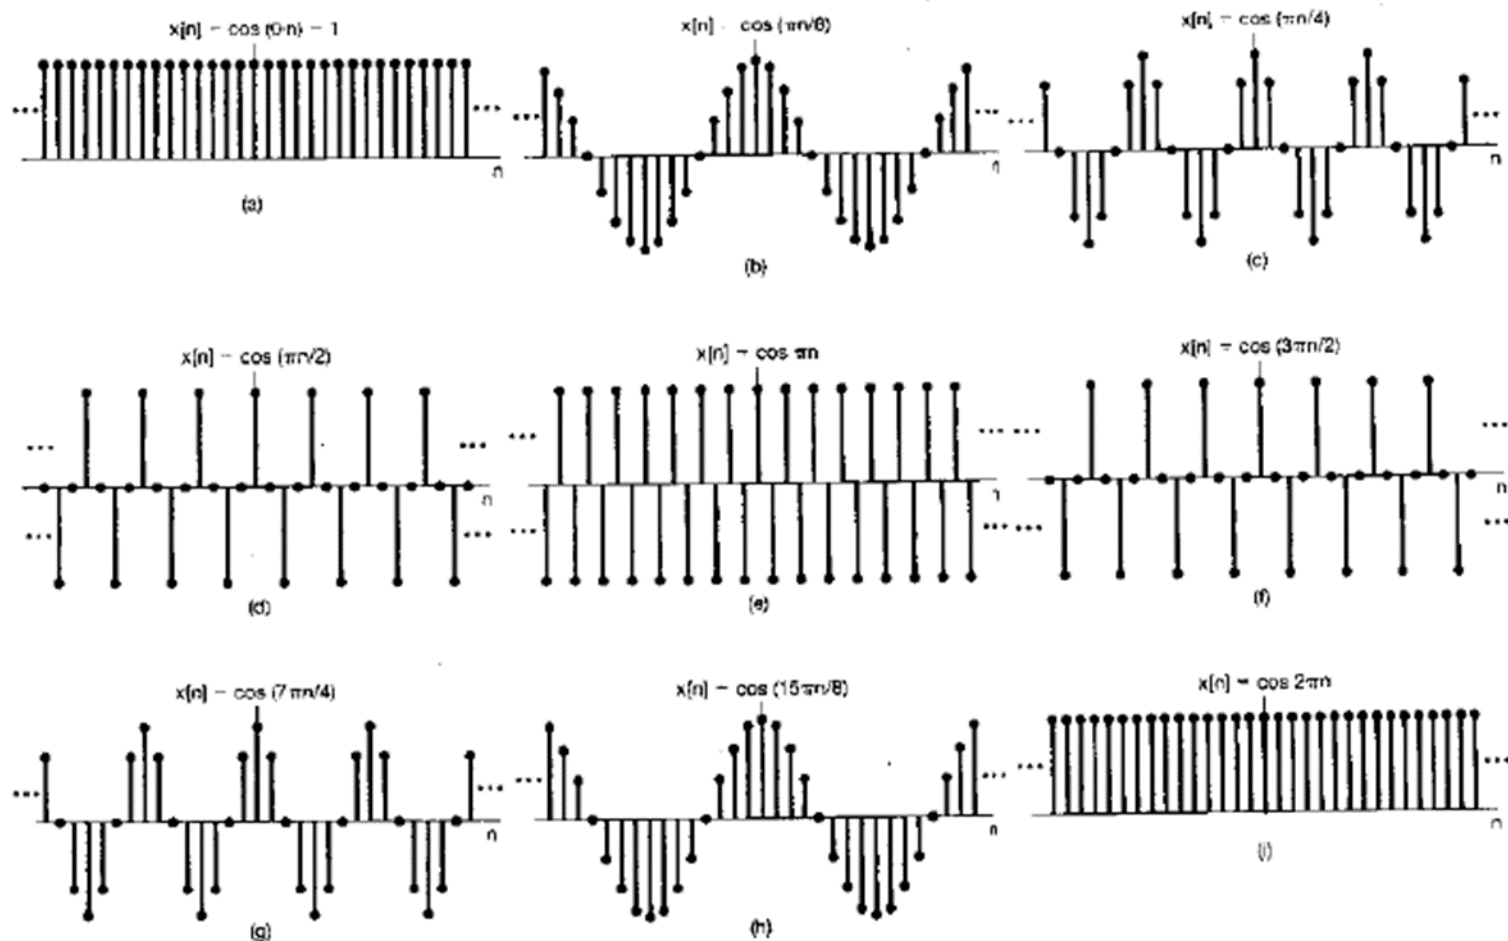 x[n] = cos (0·n) = 1
n
(a)
x[n] = cos (πn/8)
n
(b)
x[n] = cos (πn/4)
n
(c)
x[n] = cos (πn/2)
n
(d)
x[n] = cos πn
n
(e)
x[n] = cos (3πn/2)
n
(f)
x[n] = cos (7πn/4)
n
(g)
x[n] = cos (15πn/8)
n
(h)
x[n] = cos 2πn
n
(i)